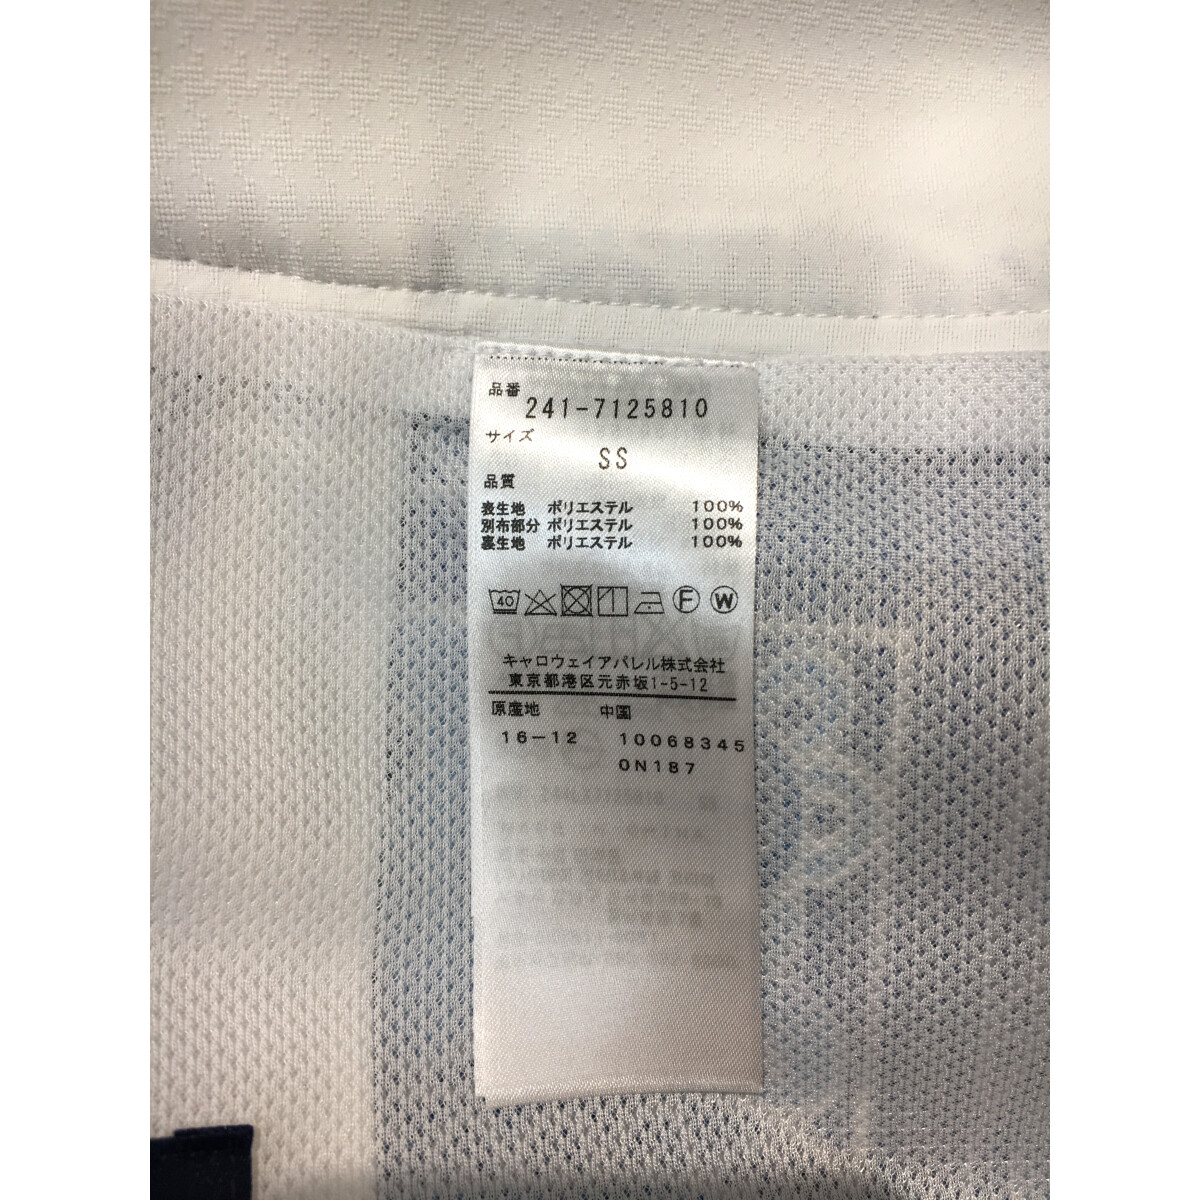 品番
241-7125810
サイズ
SS
品質
表生地 ポリエステル 100%
別布部分 ポリエステル 100%
裏生地 ポリエステル 100%
40 F W
キャロウェイアパレル株式会社
東京都港区元赤坂1-5-12
原産地 中国
16-12 10068345
0N187